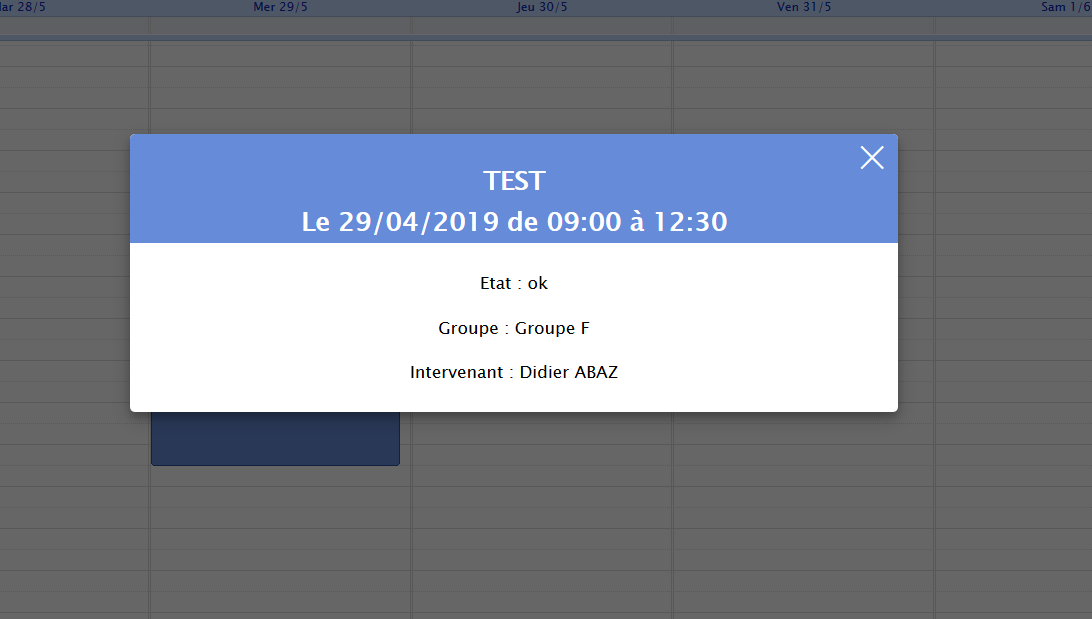 Mar 28/5 Mer 29/5 Jeu 30/5 Ven 31/5 Sam 1/6
TEST
Le 29/04/2019 de 09:00 à 12:30
Etat : ok
Groupe : Groupe F
Intervenant : Didier ABAZ